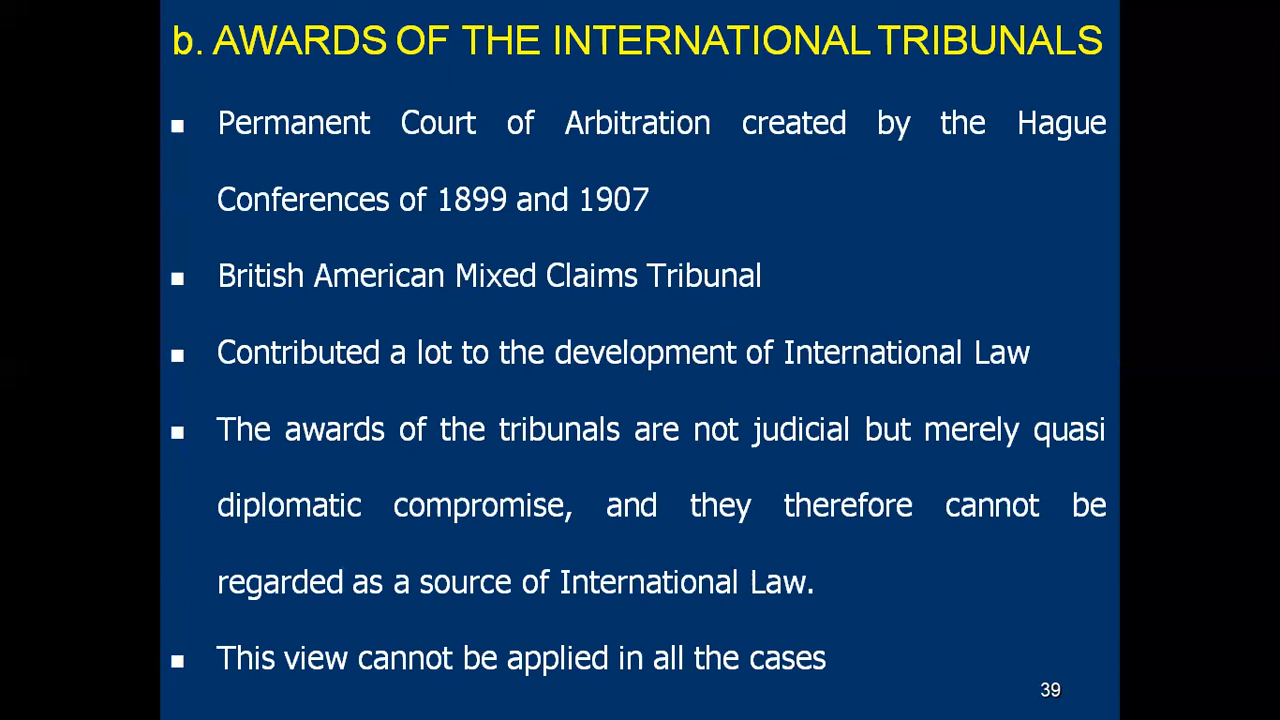 b. AWARDS OF THE INTERNATIONAL TRIBUNALS
▪ Permanent Court of Arbitration created by the Hague
Conferences of 1899 and 1907
▪ British American Mixed Claims Tribunal
▪ Contributed a lot to the development of International Law
▪ The awards of the tribunals are not judicial but merely quasi
diplomatic compromise, and they therefore cannot be
regarded as a source of International Law.
▪ This view cannot be applied in all the cases
39